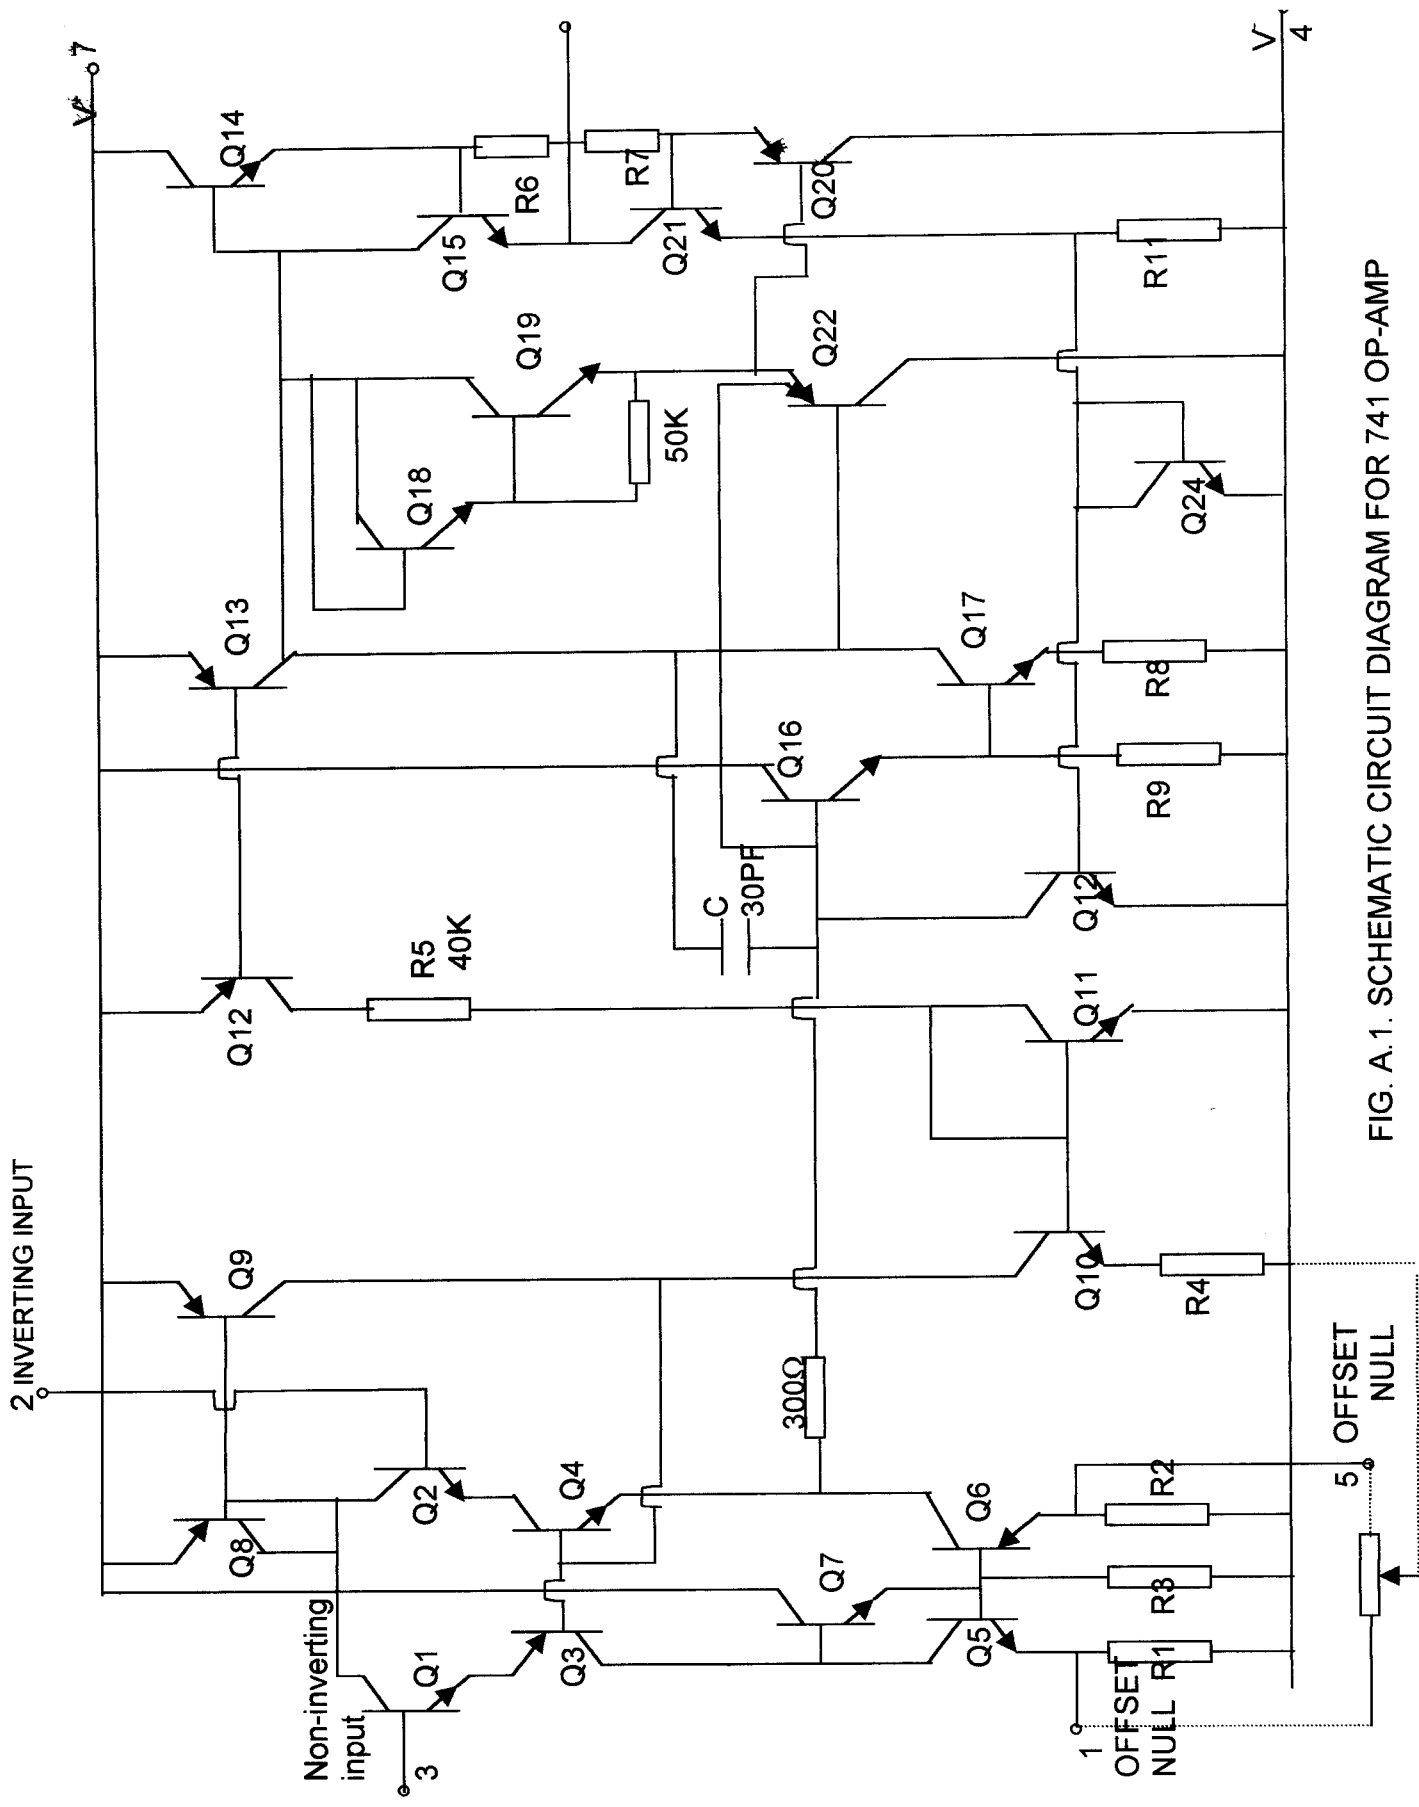 2 INVERTING INPUT
V+ 7
Q14
Q13
Q9
Q8
Q12
Q15
R6
R7
Q19
Q18
R5
40K
Q2
Q4
Non-inverting
input
3
Q1
Q3
Q21
Q20
50K
Q22
C
30PF
Q16
300Ω
Q7
Q17
Q6
Q5
R11
Q24
R8
R9
Q12
Q11
Q10
R4
R2
R3
R1
1
OFFSET
NULL
5
OFFSET
NULL
V-
4
FIG. A.1. SCHEMATIC CIRCUIT DIAGRAM FOR 741 OP-AMP